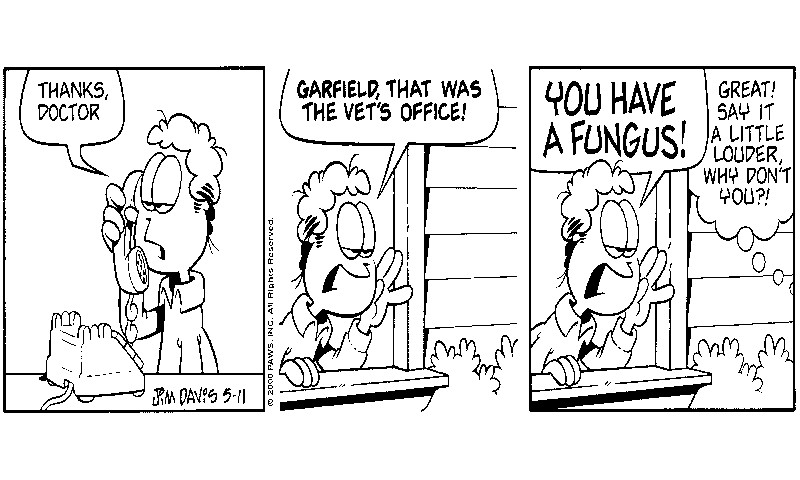 THANKS,
DOCTOR
JIM DAVIS 5-11
© 2000 PAWS, INC. All Rights Reserved.
GARFIELD, THAT WAS
THE VET'S OFFICE!
YOU HAVE
A FUNGUS!
GREAT!
SAY IT
A LITTLE
LOUDER,
WHY DON'T
YOU?!